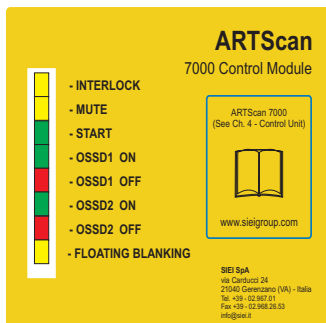 ARTScan
7000 Control Module
- INTERLOCK
- MUTE
- START
- OSSD1 ON
- OSSD1 OFF
- OSSD2 ON
- OSSD2 OFF
- FLOATING BLANKING
ARTScan 7000
(See Ch. 4 - Control Unit)
www.sieigroup.com
SIEI SpA
via Carducci 24
21040 Gerenzano (VA) - Italia
Tel. +39 - 02.967.01
Fax +39 - 02.968.26.53
info@siei.it